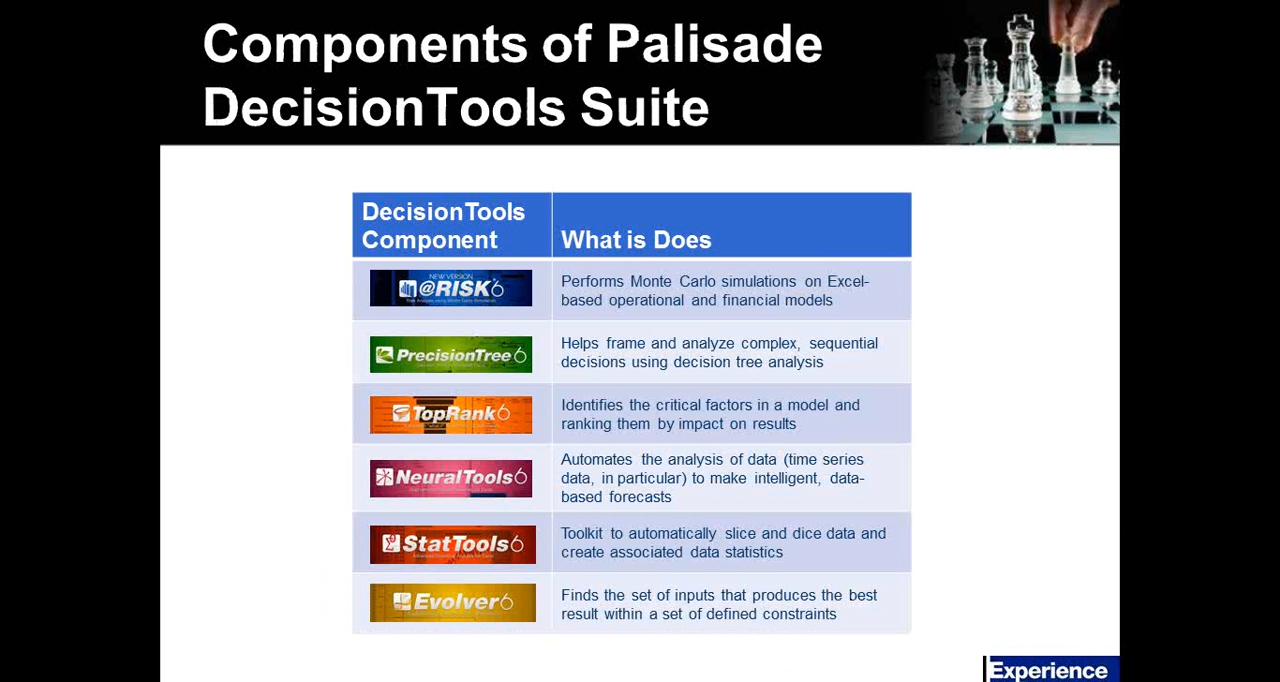 Components of Palisade
DecisionTools Suite
DecisionTools
Component
What is Does
NEW VERSION
@RISK6
Performs Monte Carlo simulations on Excel-
based operational and financial models
PrecisionTree6
Helps frame and analyze complex, sequential
decisions using decision tree analysis
TopRank6
Identifies the critical factors in a model and
ranking them by impact on results
NeuralTools6
Automates the analysis of data (time series
data, in particular) to make intelligent, data-
based forecasts
StatTools6
Toolkit to automatically slice and dice data and
create associated data statistics
Evolver6
Finds the set of inputs that produces the best
result within a set of defined constraints
Experience